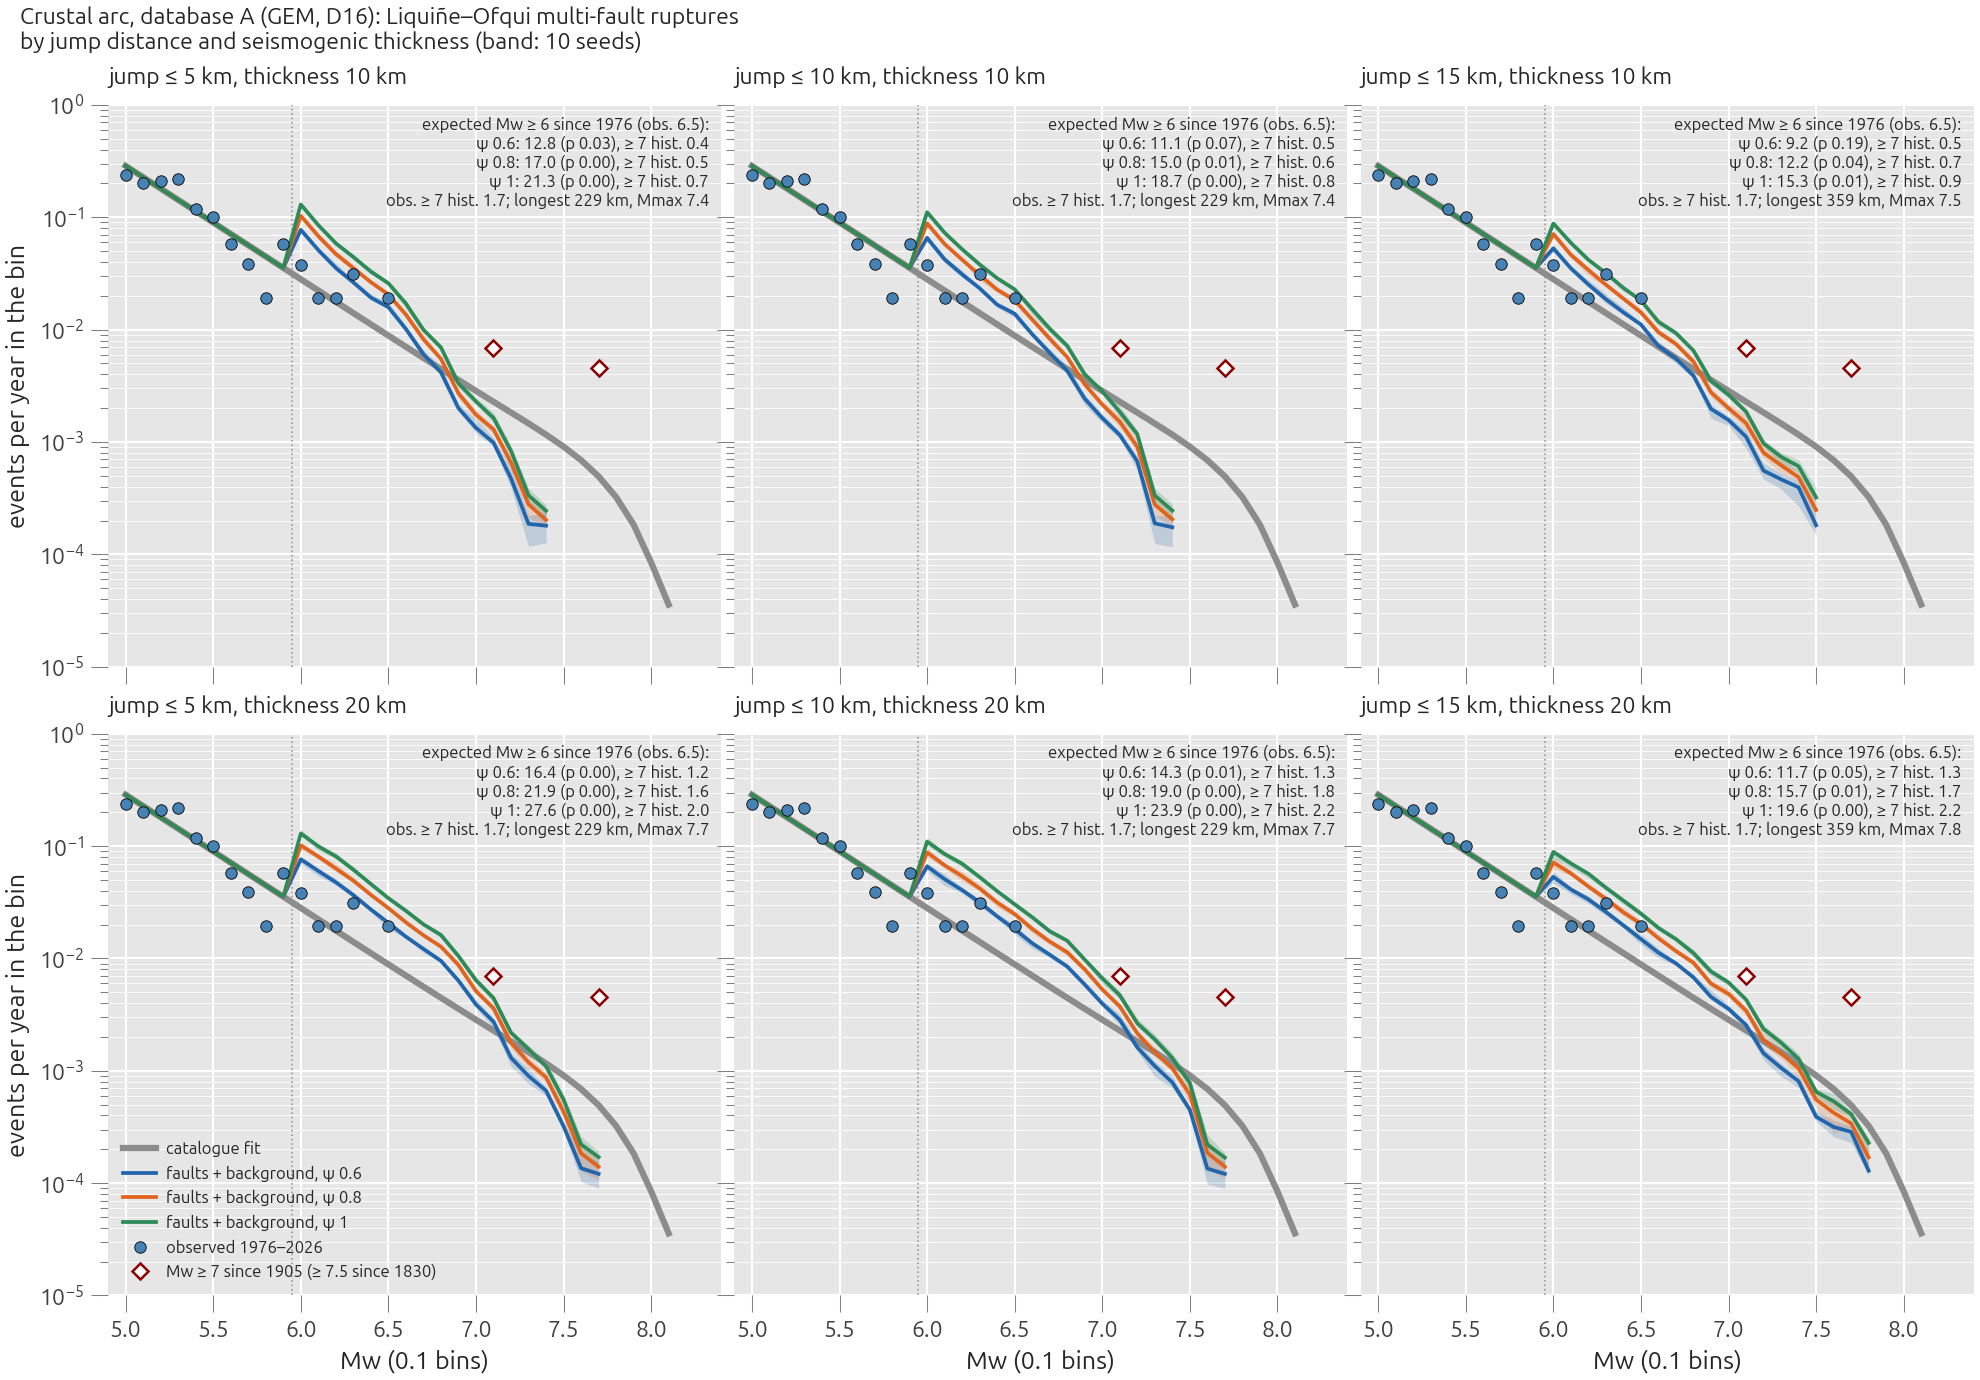 Crustal arc, database A (GEM, D16): Liquiñe–Ofqui multi-fault ruptures
by jump distance and seismogenic thickness (band: 10 seeds)
jump ≤ 5 km, thickness 10 km
expected Mw ≥ 6 since 1976 (obs. 6.5):
ψ 0.6: 12.8 (p 0.03), ≥ 7 hist. 0.4
ψ 0.8: 17.0 (p 0.00), ≥ 7 hist. 0.5
ψ 1: 21.3 (p 0.00), ≥ 7 hist. 0.7
obs. ≥ 7 hist. 1.7; longest 229 km, Mmax 7.4
jump ≤ 10 km, thickness 10 km
expected Mw ≥ 6 since 1976 (obs. 6.5):
ψ 0.6: 11.1 (p 0.07), ≥ 7 hist. 0.5
ψ 0.8: 15.0 (p 0.01), ≥ 7 hist. 0.6
ψ 1: 18.7 (p 0.00), ≥ 7 hist. 0.8
obs. ≥ 7 hist. 1.7; longest 229 km, Mmax 7.4
jump ≤ 15 km, thickness 10 km
expected Mw ≥ 6 since 1976 (obs. 6.5):
ψ 0.6: 9.2 (p 0.19), ≥ 7 hist. 0.5
ψ 0.8: 12.2 (p 0.04), ≥ 7 hist. 0.7
ψ 1: 15.3 (p 0.01), ≥ 7 hist. 0.9
obs. ≥ 7 hist. 1.7; longest 359 km, Mmax 7.5
events per year in the bin
10⁰
10⁻¹
10⁻²
10⁻³
10⁻⁴
10⁻⁵
jump ≤ 5 km, thickness 20 km
expected Mw ≥ 6 since 1976 (obs. 6.5):
ψ 0.6: 16.4 (p 0.00), ≥ 7 hist. 1.2
ψ 0.8: 21.9 (p 0.00), ≥ 7 hist. 1.6
ψ 1: 27.6 (p 0.00), ≥ 7 hist. 2.0
obs. ≥ 7 hist. 1.7; longest 229 km, Mmax 7.7
jump ≤ 10 km, thickness 20 km
expected Mw ≥ 6 since 1976 (obs. 6.5):
ψ 0.6: 14.3 (p 0.01), ≥ 7 hist. 1.3
ψ 0.8: 19.0 (p 0.00), ≥ 7 hist. 1.8
ψ 1: 23.9 (p 0.00), ≥ 7 hist. 2.2
obs. ≥ 7 hist. 1.7; longest 229 km, Mmax 7.7
jump ≤ 15 km, thickness 20 km
expected Mw ≥ 6 since 1976 (obs. 6.5):
ψ 0.6: 11.7 (p 0.05), ≥ 7 hist. 1.3
ψ 0.8: 15.7 (p 0.01), ≥ 7 hist. 1.7
ψ 1: 19.6 (p 0.00), ≥ 7 hist. 2.2
obs. ≥ 7 hist. 1.7; longest 359 km, Mmax 7.8
events per year in the bin
10⁰
10⁻¹
10⁻²
10⁻³
10⁻⁴
10⁻⁵
catalogue fit
faults + background, ψ 0.6
faults + background, ψ 0.8
faults + background, ψ 1
observed 1976–2026
Mw ≥ 7 since 1905 (≥ 7.5 since 1830)
5.0 5.5 6.0 6.5 7.0 7.5 8.0
5.0 5.5 6.0 6.5 7.0 7.5 8.0
5.0 5.5 6.0 6.5 7.0 7.5 8.0
Mw (0.1 bins)
Mw (0.1 bins)
Mw (0.1 bins)